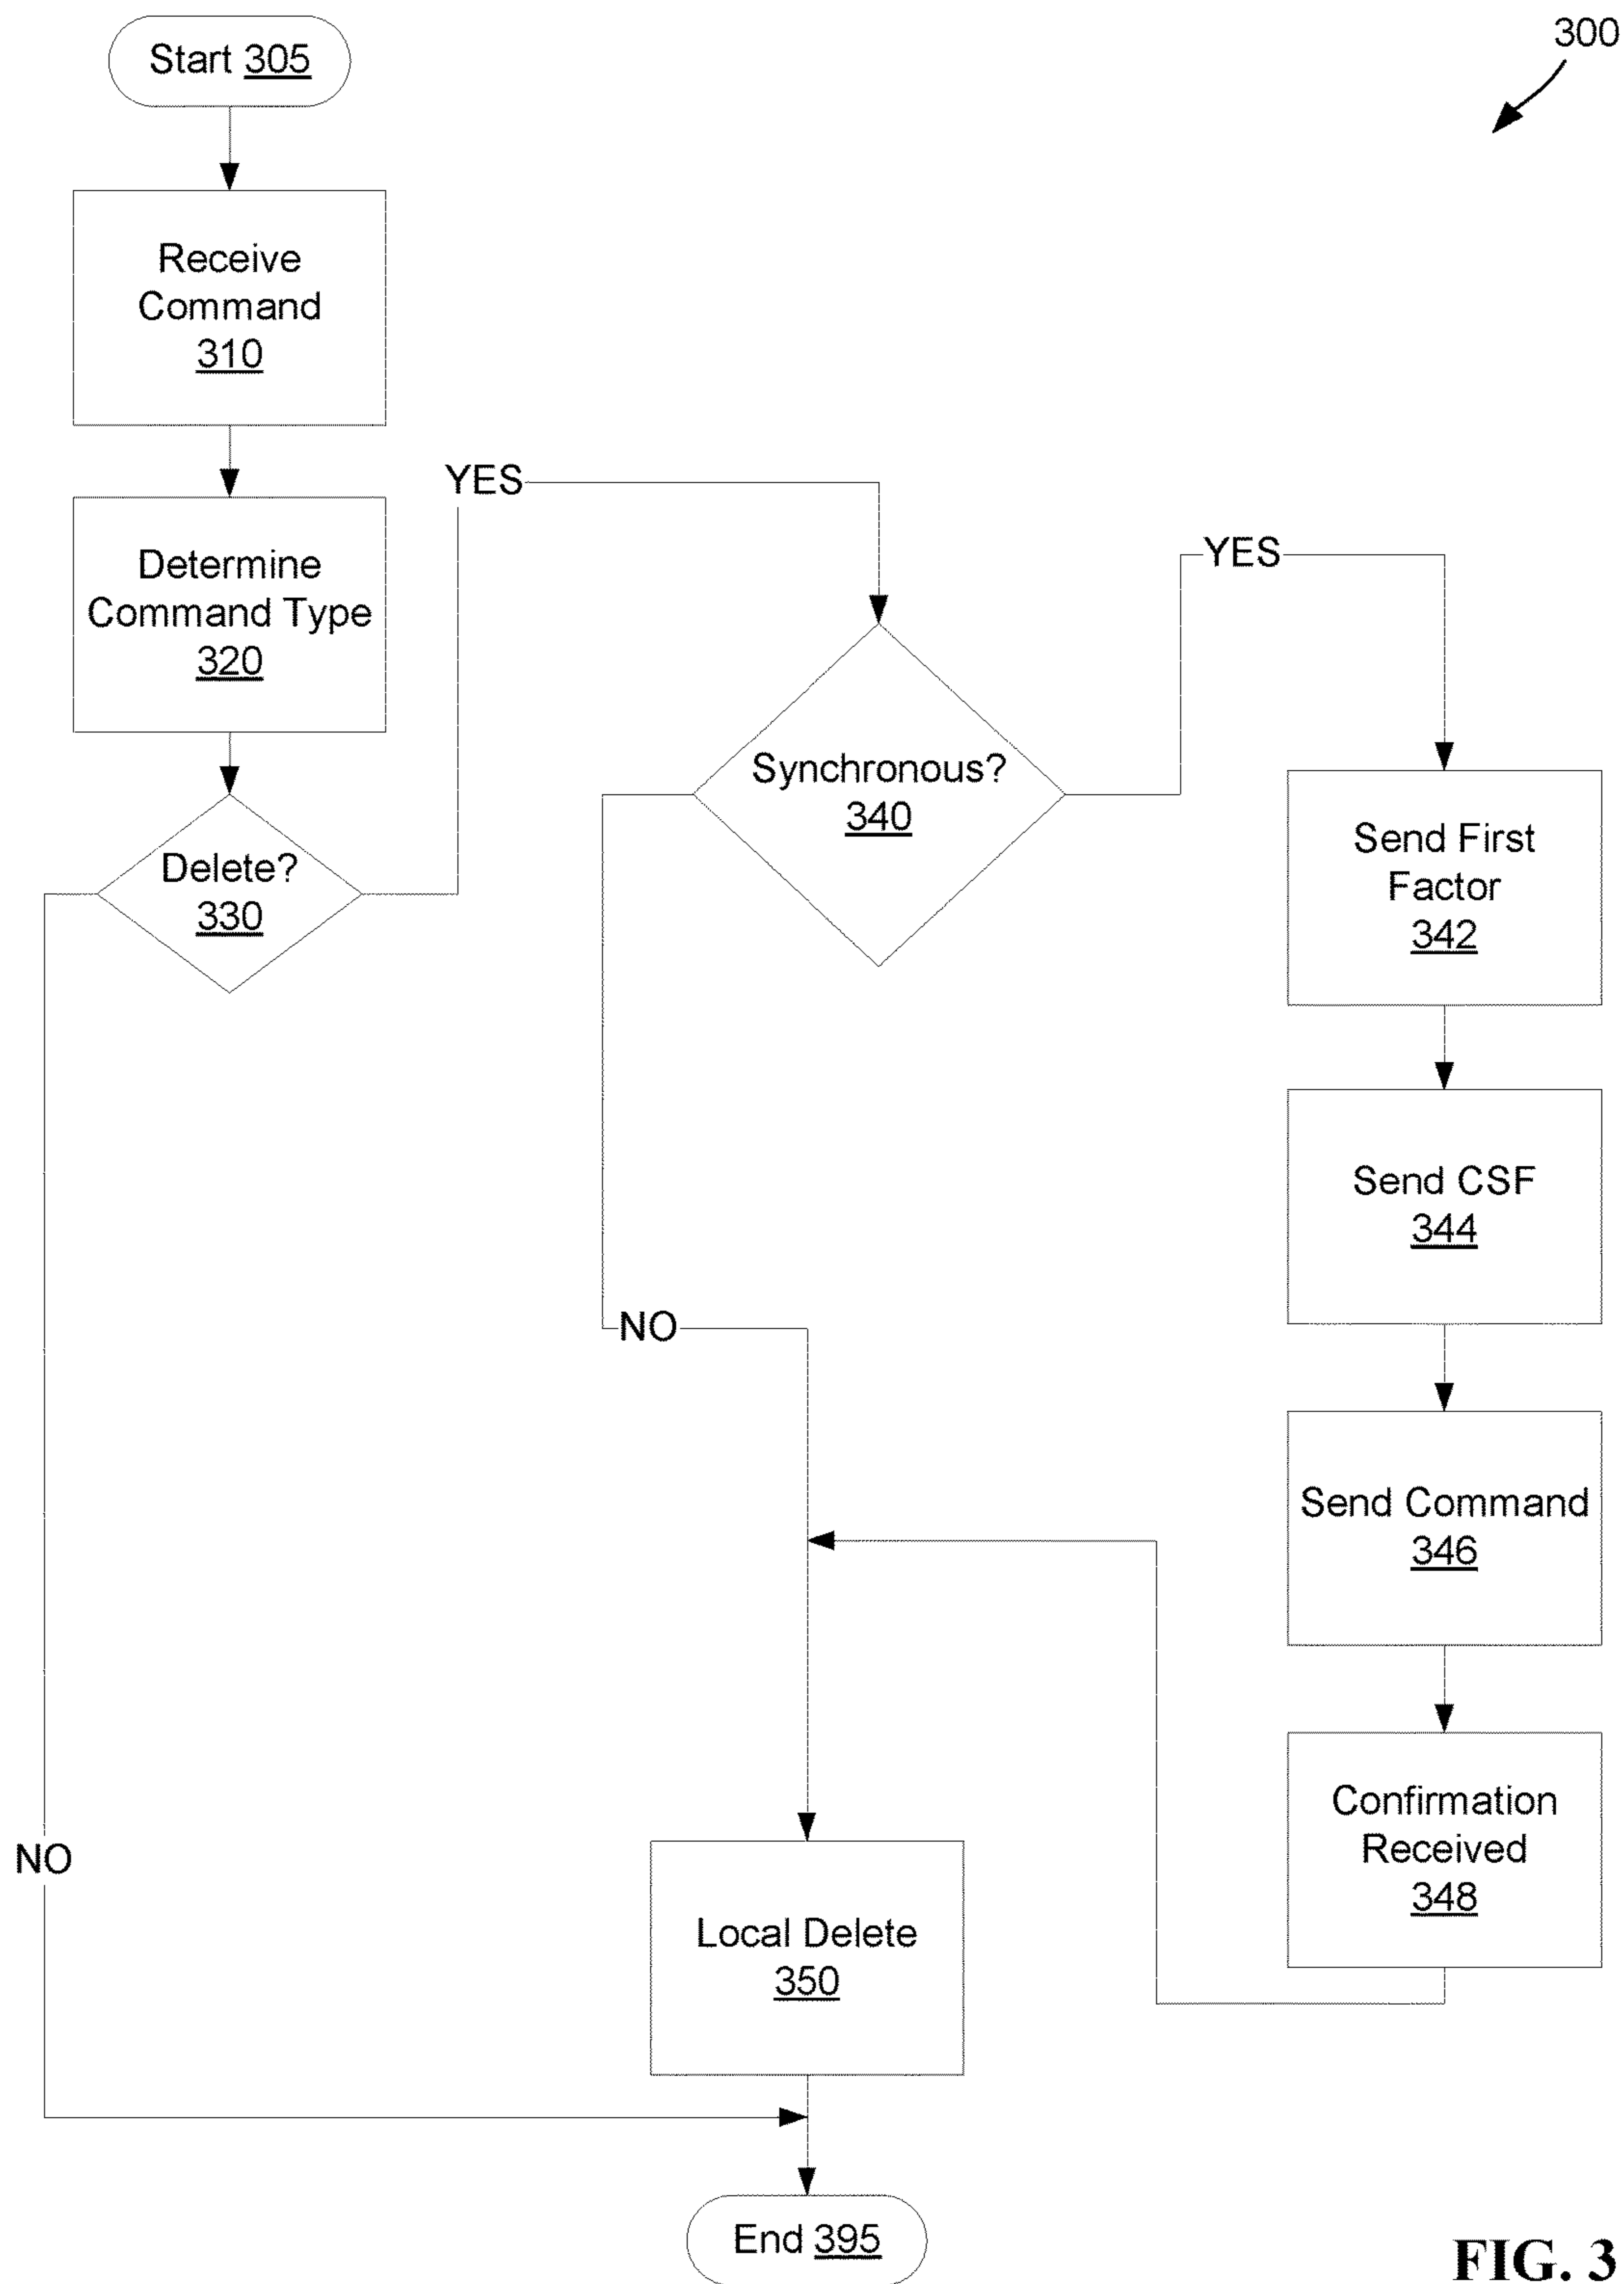 300
Start 305
Receive
Command
310
Determine
Command Type
320
Delete?
330
YES
NO
Synchronous?
340
YES
NO
Send First
Factor
342
Send CSF
344
Send Command
346
Confirmation
Received
348
Local Delete
350
End 395
FIG. 3